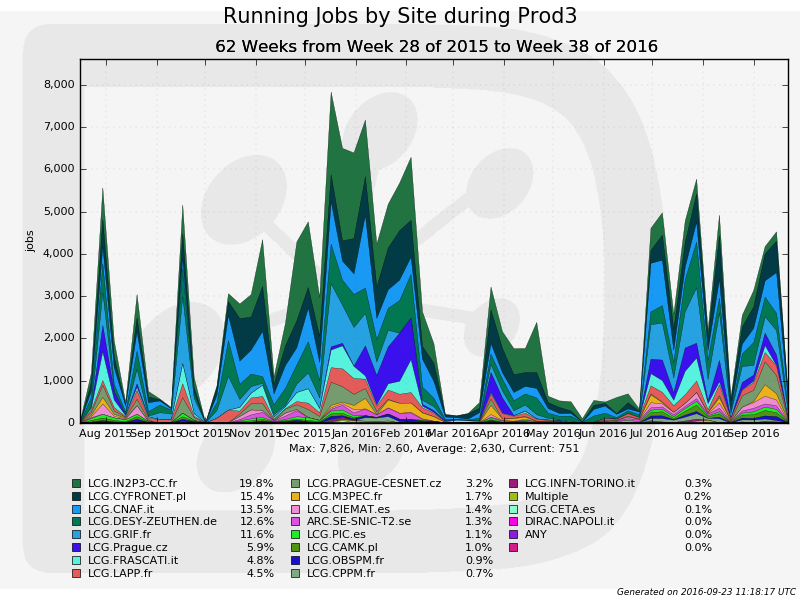 Running Jobs by Site during Prod3
62 Weeks from Week 28 of 2015 to Week 38 of 2016
8,000
7,000
6,000
5,000
4,000
3,000
2,000
1,000
0
jobs
Aug 2015 Sep 2015 Oct 2015 Nov 2015 Dec 2015 Jan 2016 Feb 2016 Mar 2016 Apr 2016 May 2016 Jun 2016 Jul 2016 Aug 2016 Sep 2016
Max: 7,826, Min: 2.60, Average: 2,630, Current: 751
LCG.IN2P3-CC.fr 19.8% LCG.PRAGUE-CESNET.cz 3.2% LCG.INFN-TORINO.it 0.3%
LCG.CYFRONET.pl 15.4% LCG.M3PEC.fr 1.7% Multiple 0.2%
LCG.CNAF.it 13.5% LCG.CIEMAT.es 1.4% LCG.CETA.es 0.1%
LCG.DESY-ZEUTHEN.de 12.6% ARC.SE-SNIC-T2.se 1.3% DIRAC.NAPOLI.it 0.0%
LCG.GRIF.fr 11.6% LCG.PIC.es 1.1% ANY 0.0%
LCG.Prague.cz 5.9% LCG.CAMK.pl 1.0% 0.0%
LCG.FRASCATI.it 4.8% LCG.OBSPM.fr 0.9%
LCG.LAPP.fr 4.5% LCG.CPPM.fr 0.7%
Generated on 2016-09-23 11:18:17 UTC